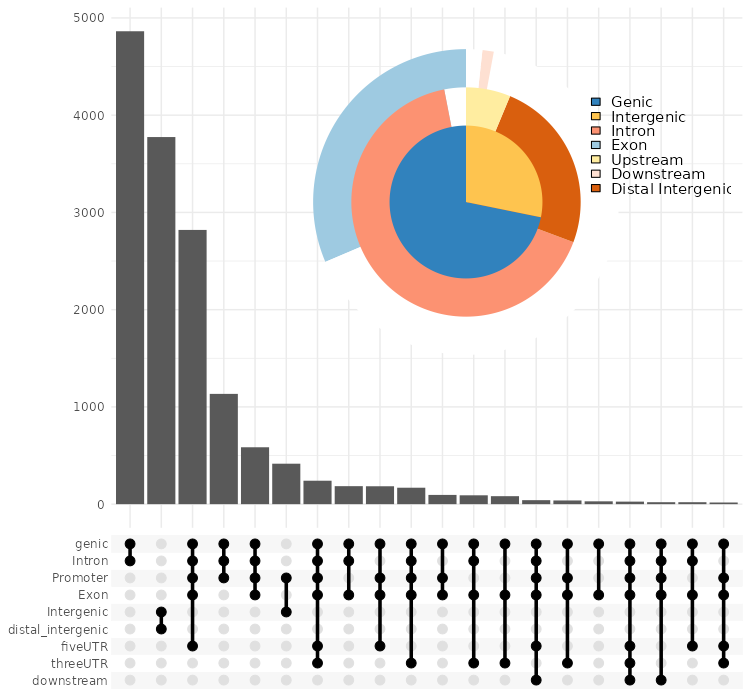 5000
4000
3000
2000
1000
0
Genic
Intergenic
Intron
Exon
Upstream
Downstream
Distal Intergenic
genic
Intron
Promoter
Exon
Intergenic
distal_intergenic
fiveUTR
threeUTR
downstream